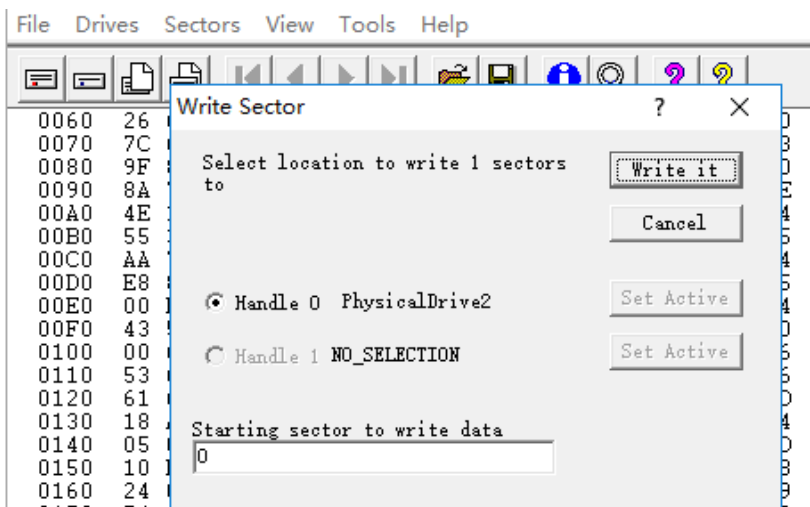 File Drives Sectors View Tools Help
Write Sector ? ×
0060 26
0070 7C
0080 9F
0090 8A
00A0 4E
00B0 55
00C0 AA
00D0 E8
00E0 00
00F0 43
0100 00
0110 53
0120 61
0130 18
0140 05
0150 10
0160 24
Select location to write 1 sectors
to
Write it
Cancel
Handle 0 PhysicalDrive2 Set Active
Handle 1 NO_SELECTION Set Active
Starting sector to write data
0